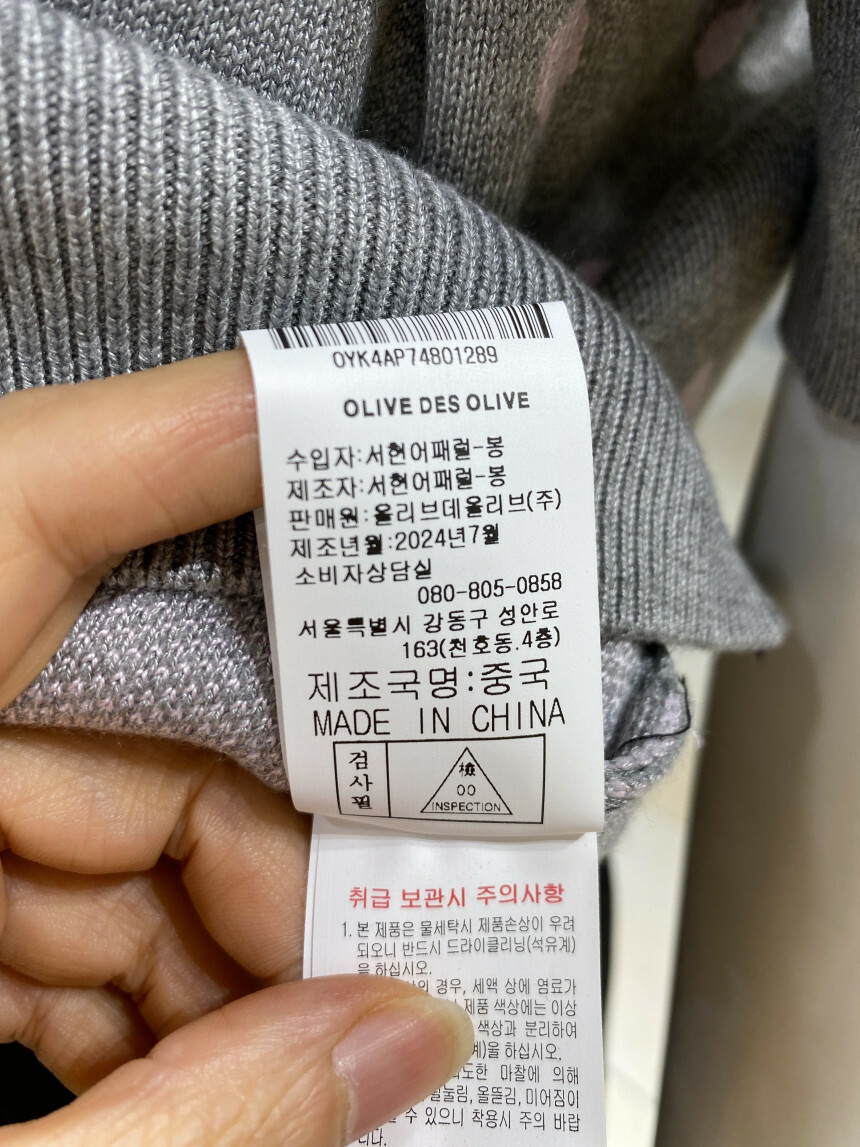 OYK4AP74801289
OLIVE DES OLIVE
수입자:서현어패럴-봉
제조자:서현어패럴-봉
판매원:올리브데올리브(주)
제조년월:2024년7월
소비자상담실
080-805-0858
서울특별시 강동구 성안로
163(천호동.4층)
제조국명:중국
MADE IN CHINA
검사필
檢
00
INSPECTION
취급 보관시 주의사항
1. 본 제품은 물세탁시 제품손상이 우려
되오니 반드시 드라이클리닝(석유계)
을 하십시오.
경우, 세액 상에 염료가
제품 색상에는 이상
색상과 분리하여
을 하십시오.
마찰에 의해
올뜯김, 미어짐이
수 있으니 착용시 주의 바랍
니다.